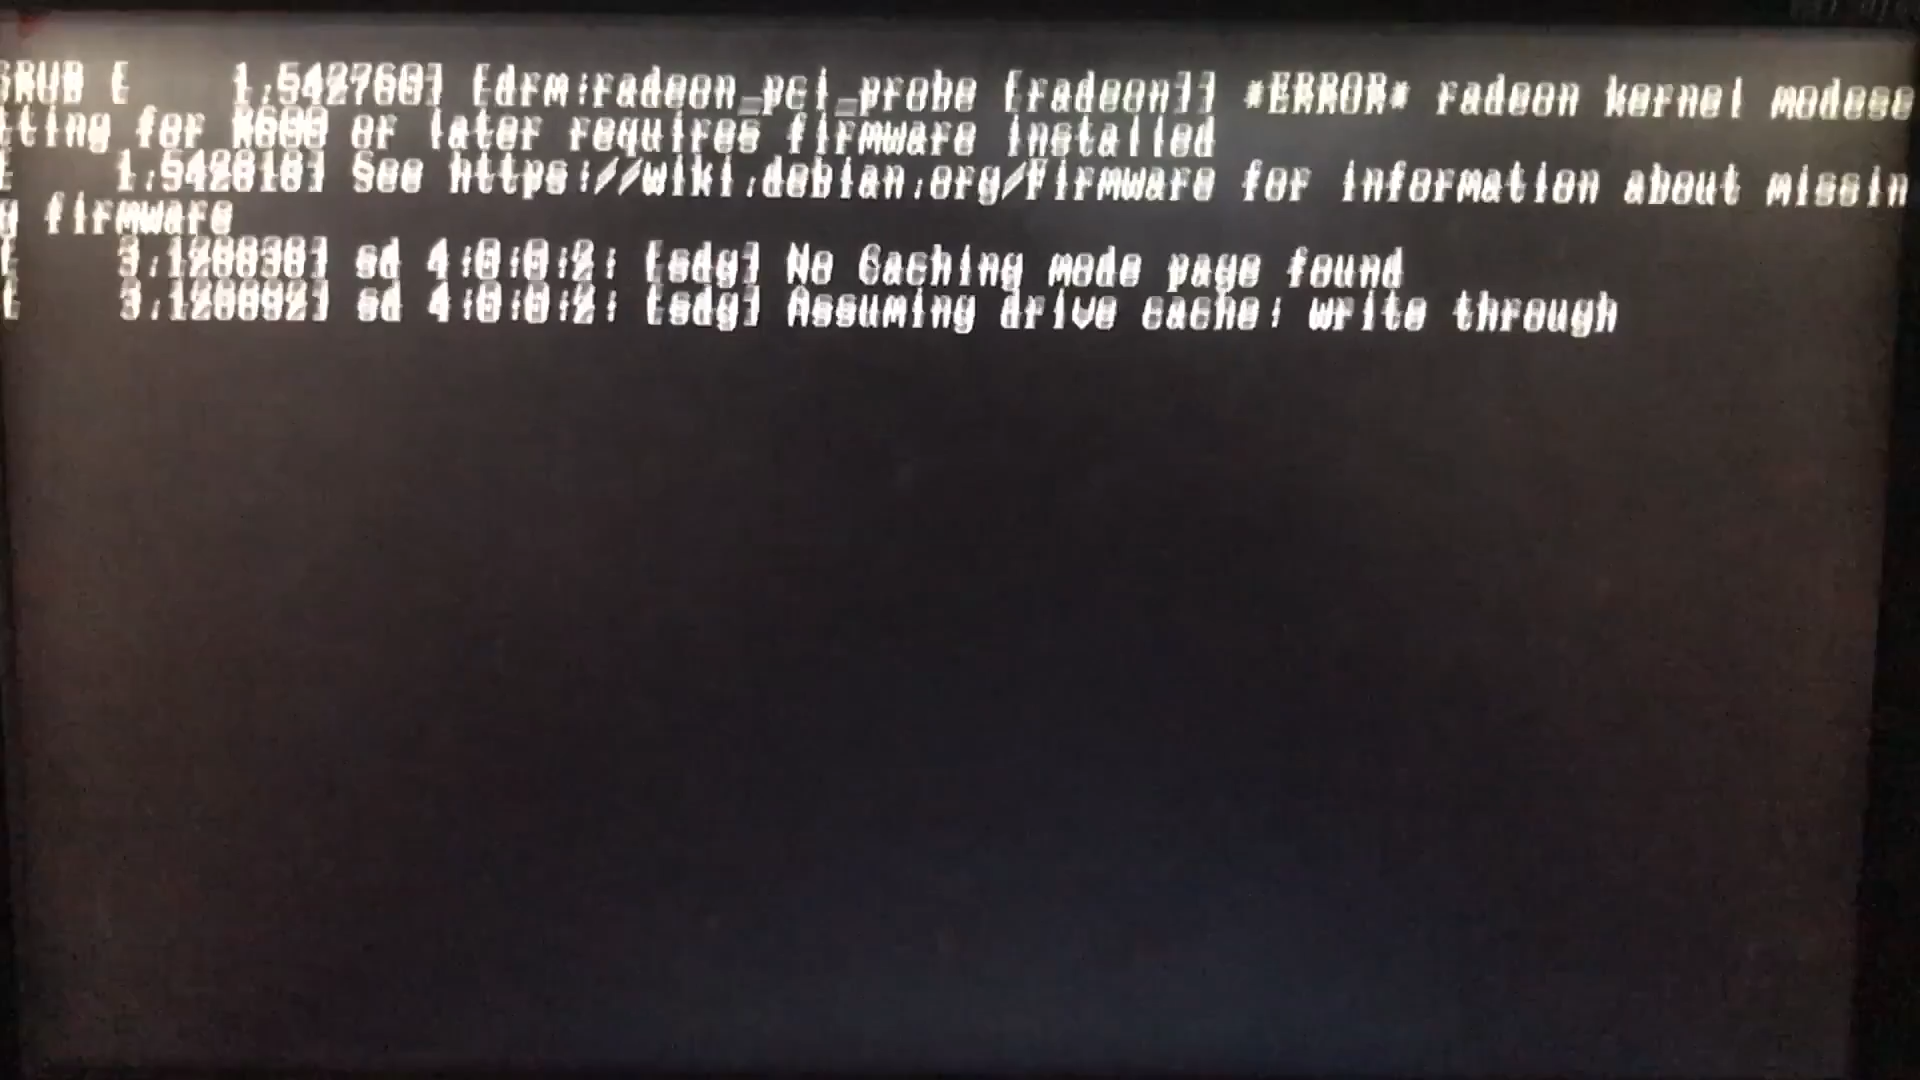 GRUB [    1.542760] [drm:radeon_pci_probe [radeon]] *ERROR* radeon kernel modese
tting for R600 or later requires firmware installed
[    1.542818] See https://wiki.debian.org/Firmware for information about missin
g firmware
[    3.128838] sd 4:0:0:2: [sdg] No Caching mode page found
[    3.128892] sd 4:0:0:2: [sdg] Assuming drive cache: write through